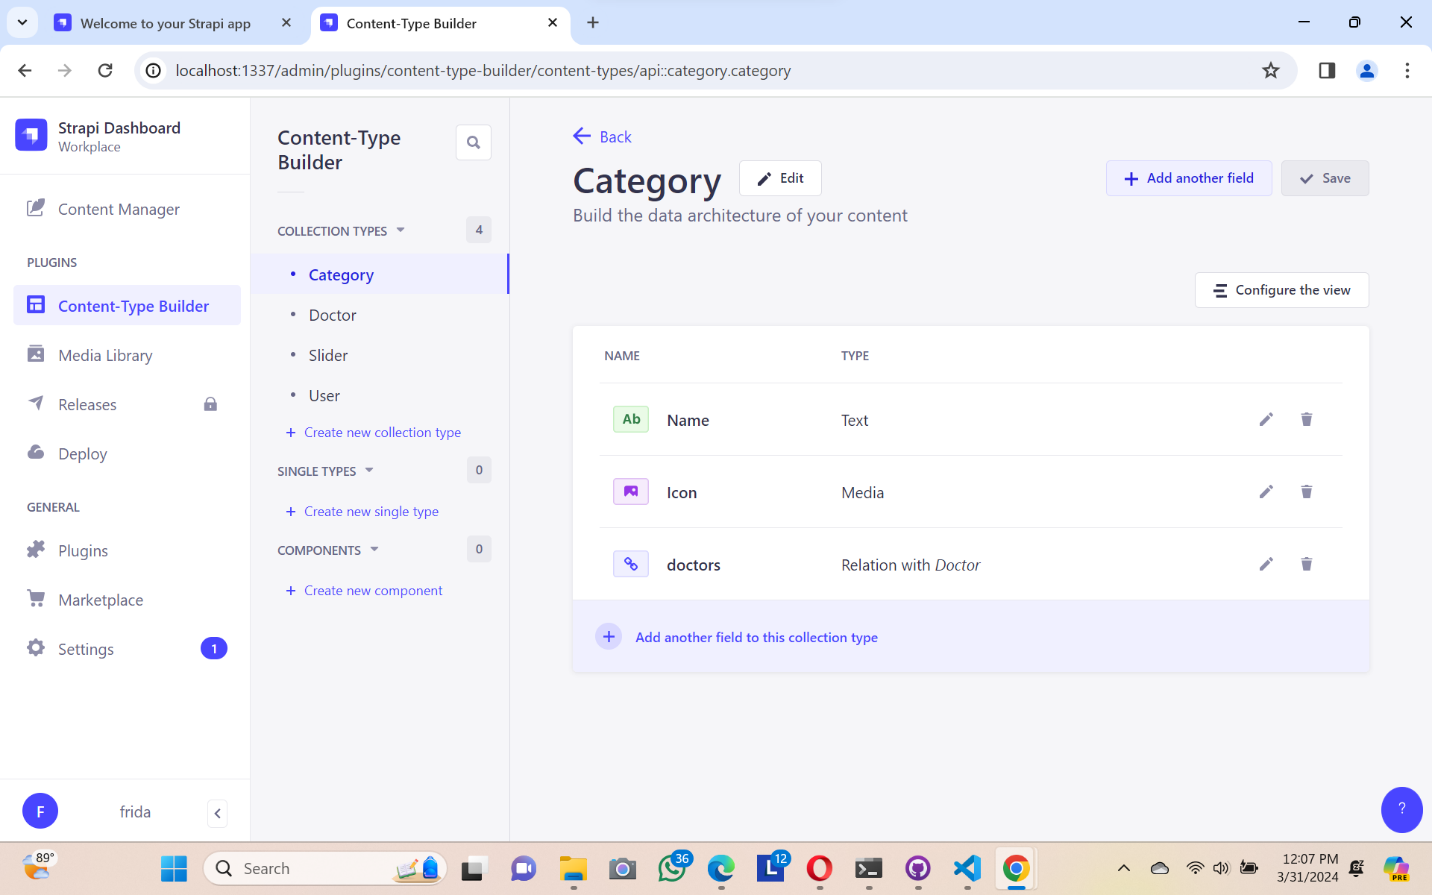 Welcome to your Strapi app
Content-Type Builder
localhost:1337/admin/plugins/content-type-builder/content-types/api::category.category
Strapi Dashboard
Workplace
Content Manager
PLUGINS
Content-Type Builder
Media Library
Releases
Deploy
GENERAL
Plugins
Marketplace
Settings
1
F
frida
Content-Type
Builder
COLLECTION TYPES
4
Category
Doctor
Slider
User
+ Create new collection type
SINGLE TYPES
0
+ Create new single type
COMPONENTS
0
+ Create new component
Back
Category
Edit
Add another field
Save
Build the data architecture of your content
Configure the view
NAME TYPE
Ab Name Text
Icon Media
doctors Relation with Doctor
Add another field to this collection type
?
89°
Search
36
L
12
12:07 PM
3/31/2024
PRE